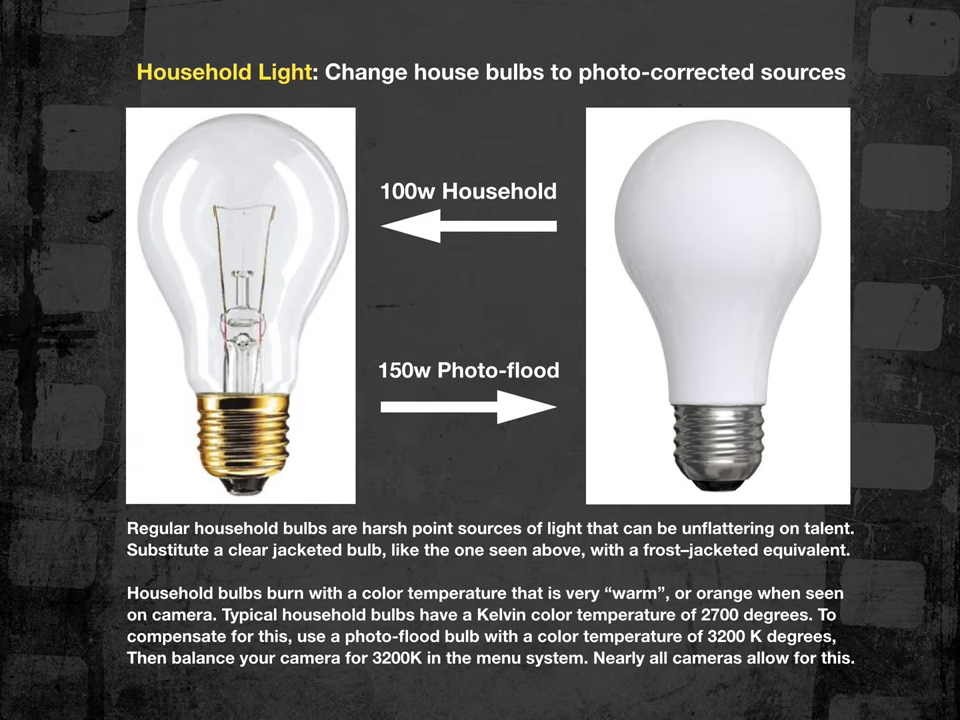 Household Light: Change house bulbs to photo-corrected sources
100w Household
150w Photo-flood
Regular household bulbs are harsh point sources of light that can be unflattering on talent.
Substitute a clear jacketed bulb, like the one seen above, with a frost–jacketed equivalent.
Household bulbs burn with a color temperature that is very “warm”, or orange when seen
on camera. Typical household bulbs have a Kelvin color temperature of 2700 degrees. To
compensate for this, use a photo-flood bulb with a color temperature of 3200 K degrees,
Then balance your camera for 3200K in the menu system. Nearly all cameras allow for this.